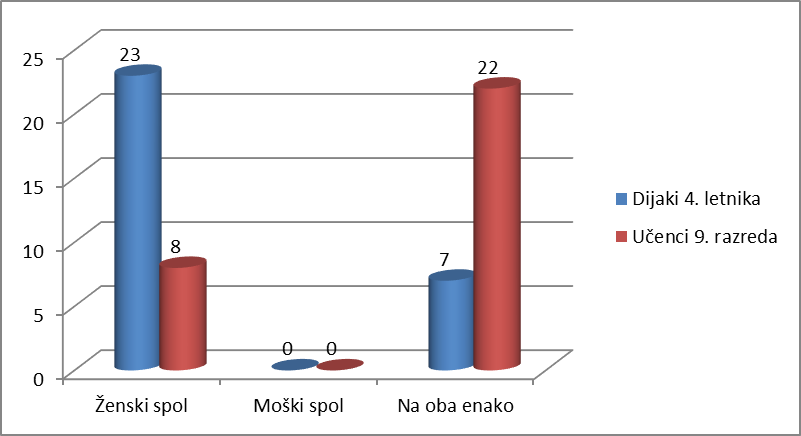 25
20
15
10
5
0
23
8
0
0
7
22
Ženski spol
Moški spol
Na oba enako
Dijaki 4. letnika
Učenci 9. razreda